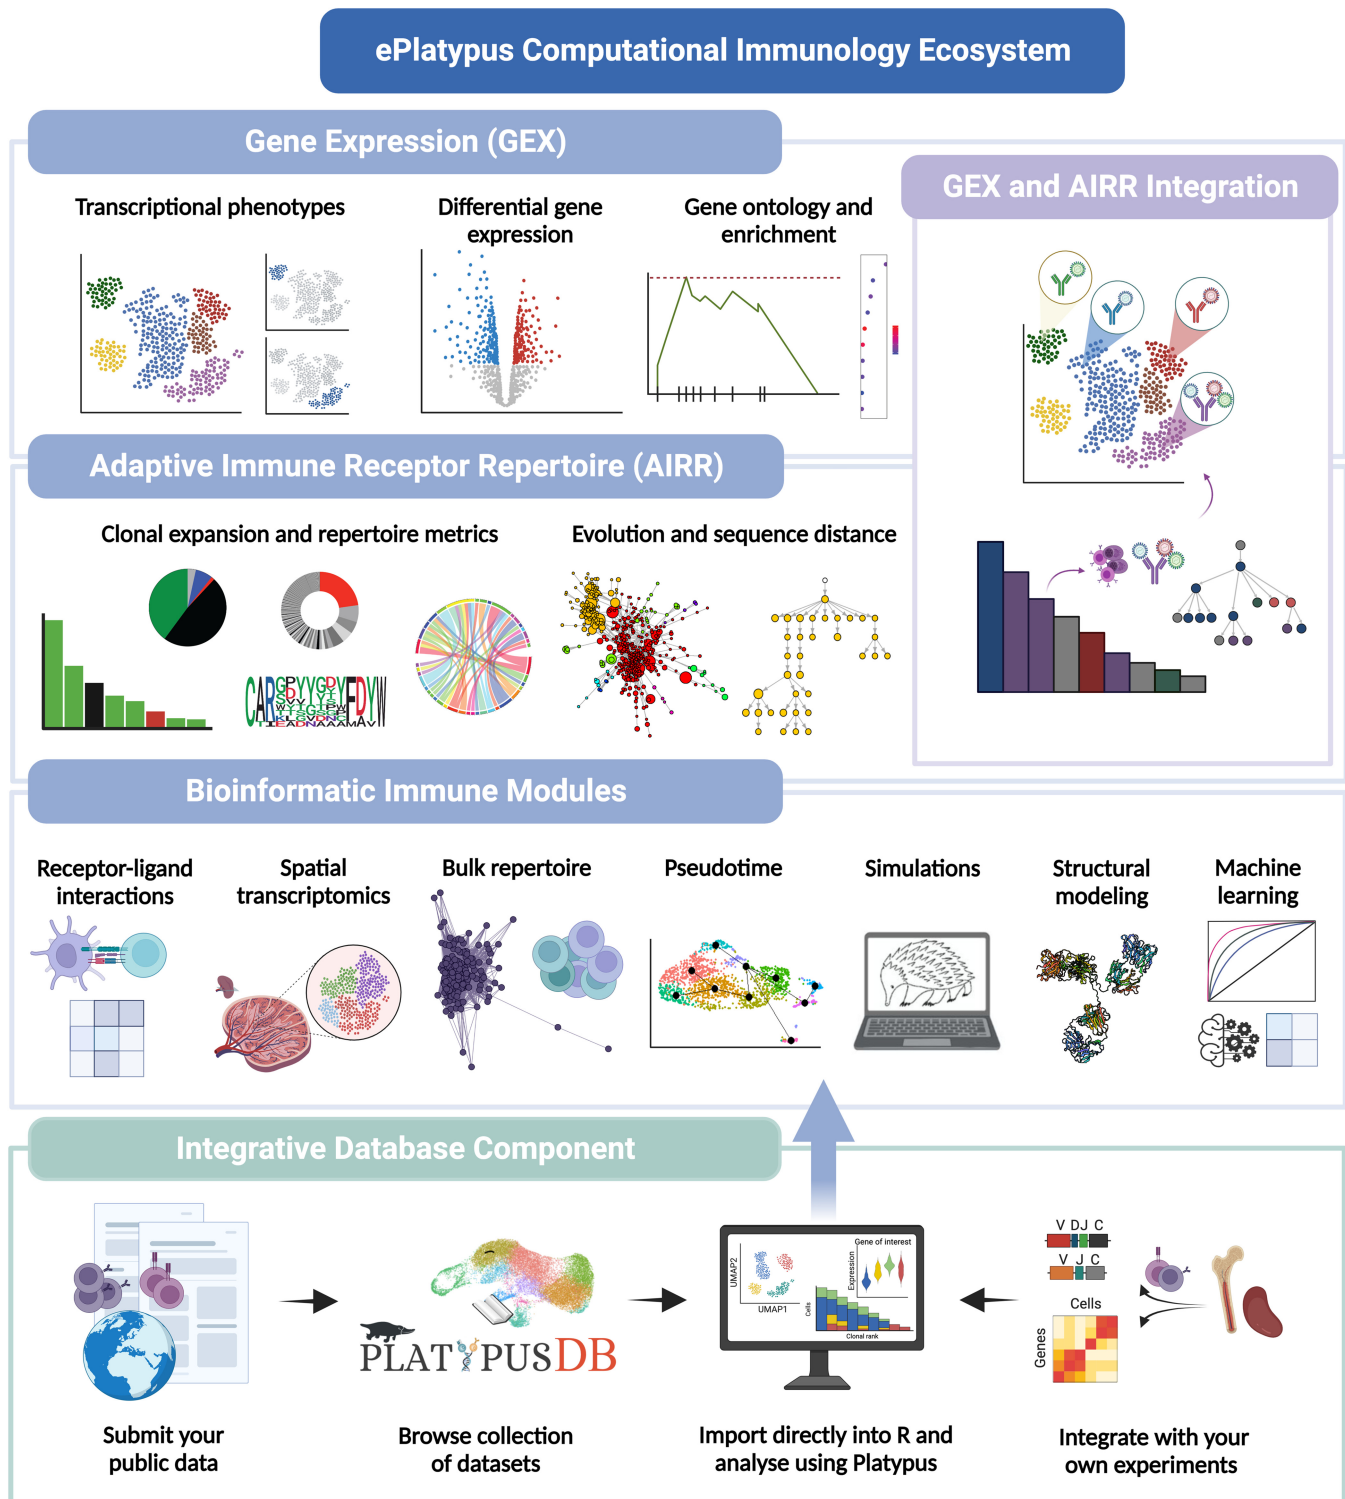 ePlatypus Computational Immunology Ecosystem
Gene Expression (GEX)
GEX and AIRR Integration
Transcriptional phenotypes
Differential gene
expression
Gene ontology and
enrichment
Adaptive Immune Receptor Repertoire (AIRR)
Clonal expansion and repertoire metrics
Evolution and sequence distance
Bioinformatic Immune Modules
Receptor-ligand
interactions
Spatial
transcriptomics
Bulk repertoire
Pseudotime
Simulations
Structural
modeling
Machine
learning
Integrative Database Component
UMAP2
UMAP1
Gene of interest
Expression
Cells
Clonal rank
V DJ C
V J C
Cells
Genes
PLATYPUSDB
Submit your
public data
Browse collection
of datasets
Import directly into R and
analyse using Platypus
Integrate with your
own experiments